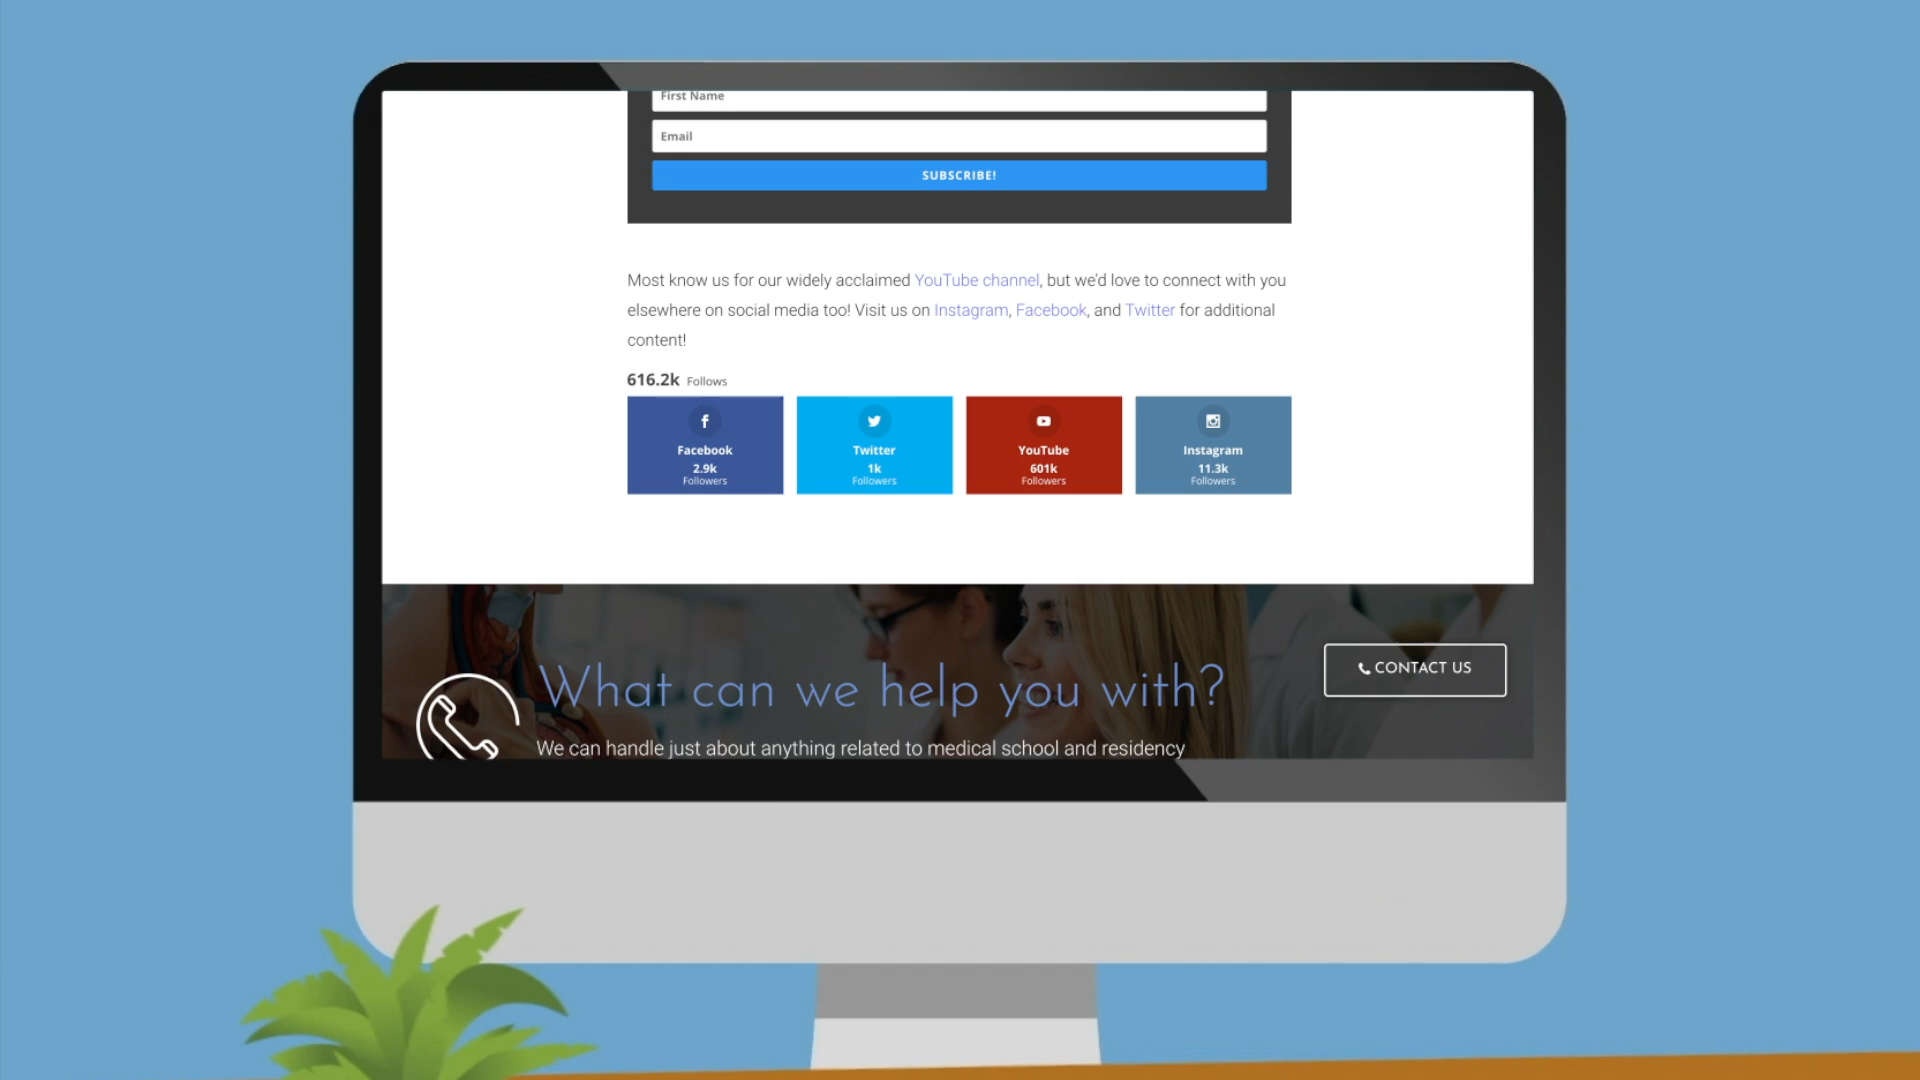 First Name
Email
SUBSCRIBE!
Most know us for our widely acclaimed YouTube channel, but we'd love to connect with you
elsewhere on social media too! Visit us on Instagram, Facebook, and Twitter for additional
content!
616.2k Follows
Facebook
2.9k
Followers
Twitter
1k
Followers
YouTube
601k
Followers
Instagram
11.3k
Followers
What can we help you with?
CONTACT US
We can handle just about anything related to medical school and residency